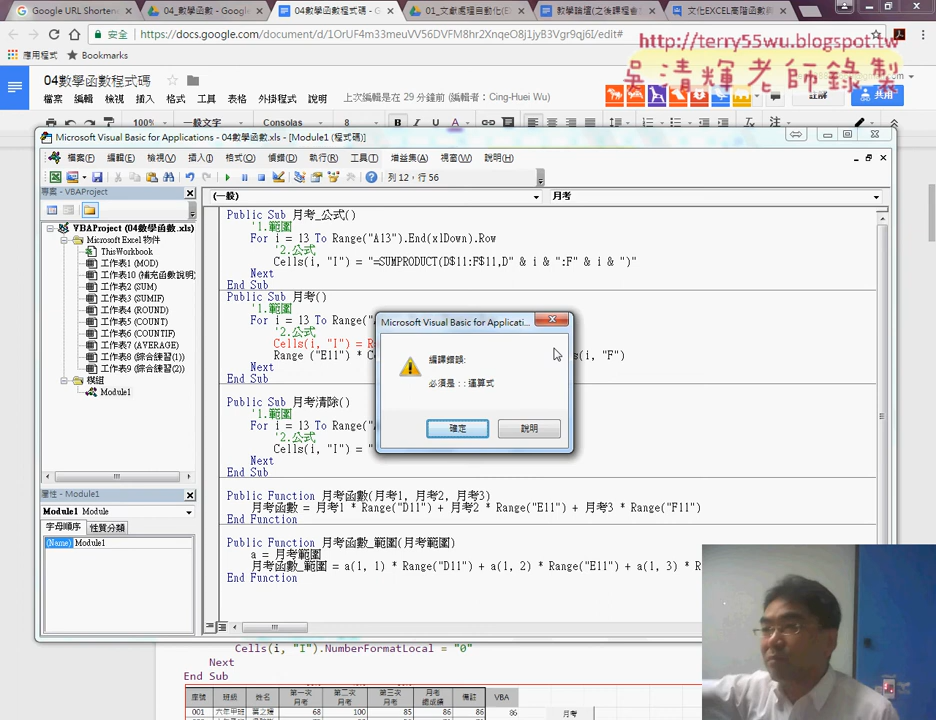 Google URL Shorten
04_數學函數 - Google
04數學函數程式碼 - G
01_文獻處理自動化(E
教學論壇(之後課程會
文化EXCEL高階函數
安全 https://docs.google.com/document/d/1OrUF4m33meuVV56DVFM8hr2XnqeO8j1jyB3Vgr9qj6I/edit#
應用程式 Bookmarks
http://terry55wu.blogspot.tw
吳清輝老師錄製
04數學函數程式碼
檔案 編輯 檢視 插入 格式 工具 表格 外掛程式 說明 上次編輯是在 29 分鐘前 (編輯者：Cing-Huei Wu) 註解 共用
100% 一般文字 Consolas 8 B I U A
Microsoft Visual Basic for Applications - 04數學函數.xls - [Module1 (程式碼)]
檔案(F) 編輯(E) 檢視(V) 插入(I) 格式(O) 偵錯(D) 執行(R) 工具(T) 增益集(A) 視窗(W) 說明(H)
列 12，行 56
專案 - VBAProject
(一般) 月考
VBAProject (04數學函數.xls)
Microsoft Excel 物件
ThisWorkbook
工作表1 (MOD)
工作表10 (補充函數說明)
工作表2 (SUM)
工作表3 (SUMIF)
工作表4 (ROUND)
工作表5 (COUNT)
工作表6 (COUNTIF)
工作表7 (AVERAGE)
工作表8 (綜合練習(1))
工作表9 (綜合練習(2))
模組
Module1
屬性 - Module1
Module1 Module
字母順序 性質分類
(Name) Module1
Public Sub 月考_公式()
'1.範圍
For i = 13 To Range("A13").End(xlDown).Row
'2.公式
Cells(i, "I") = "=SUMPRODUCT(D$11:F$11,D" & i & ":F" & i & ")"
Next
End Sub
Public Sub 月考()
'1.範圍
For i = 13 To Range("
'2.公式
Cells(i, "I") = R
Range ("E11") * C
s(i, "F")
Next
End Sub
Public Sub 月考清除()
'1.範圍
For i = 13 To Range("
'2.公式
Cells(i, "I") = "
Next
End Sub
Public Function 月考函數(月考1, 月考2, 月考3)
月考函數 = 月考1 * Range("D11") + 月考2 * Range("E11") + 月考3 * Range("F11")
End Function
Public Function 月考函數_範圍(月考範圍)
a = 月考範圍
月考函數_範圍 = a(1, 1) * Range("D11") + a(1, 2) * Range("E11") + a(1, 3) * R
End Function
Microsoft Visual Basic for Applicati...
編譯錯誤:
必須是: : 運算式
確定 說明
Cells(i, "I").NumberFormatLocal = "0"
Next
End Sub
座號 班級 姓名 第一次月考 第二次月考 第三次月考 月考總成績 備註 VBA
001 六年甲班 68 100 85 86 86 86 月考